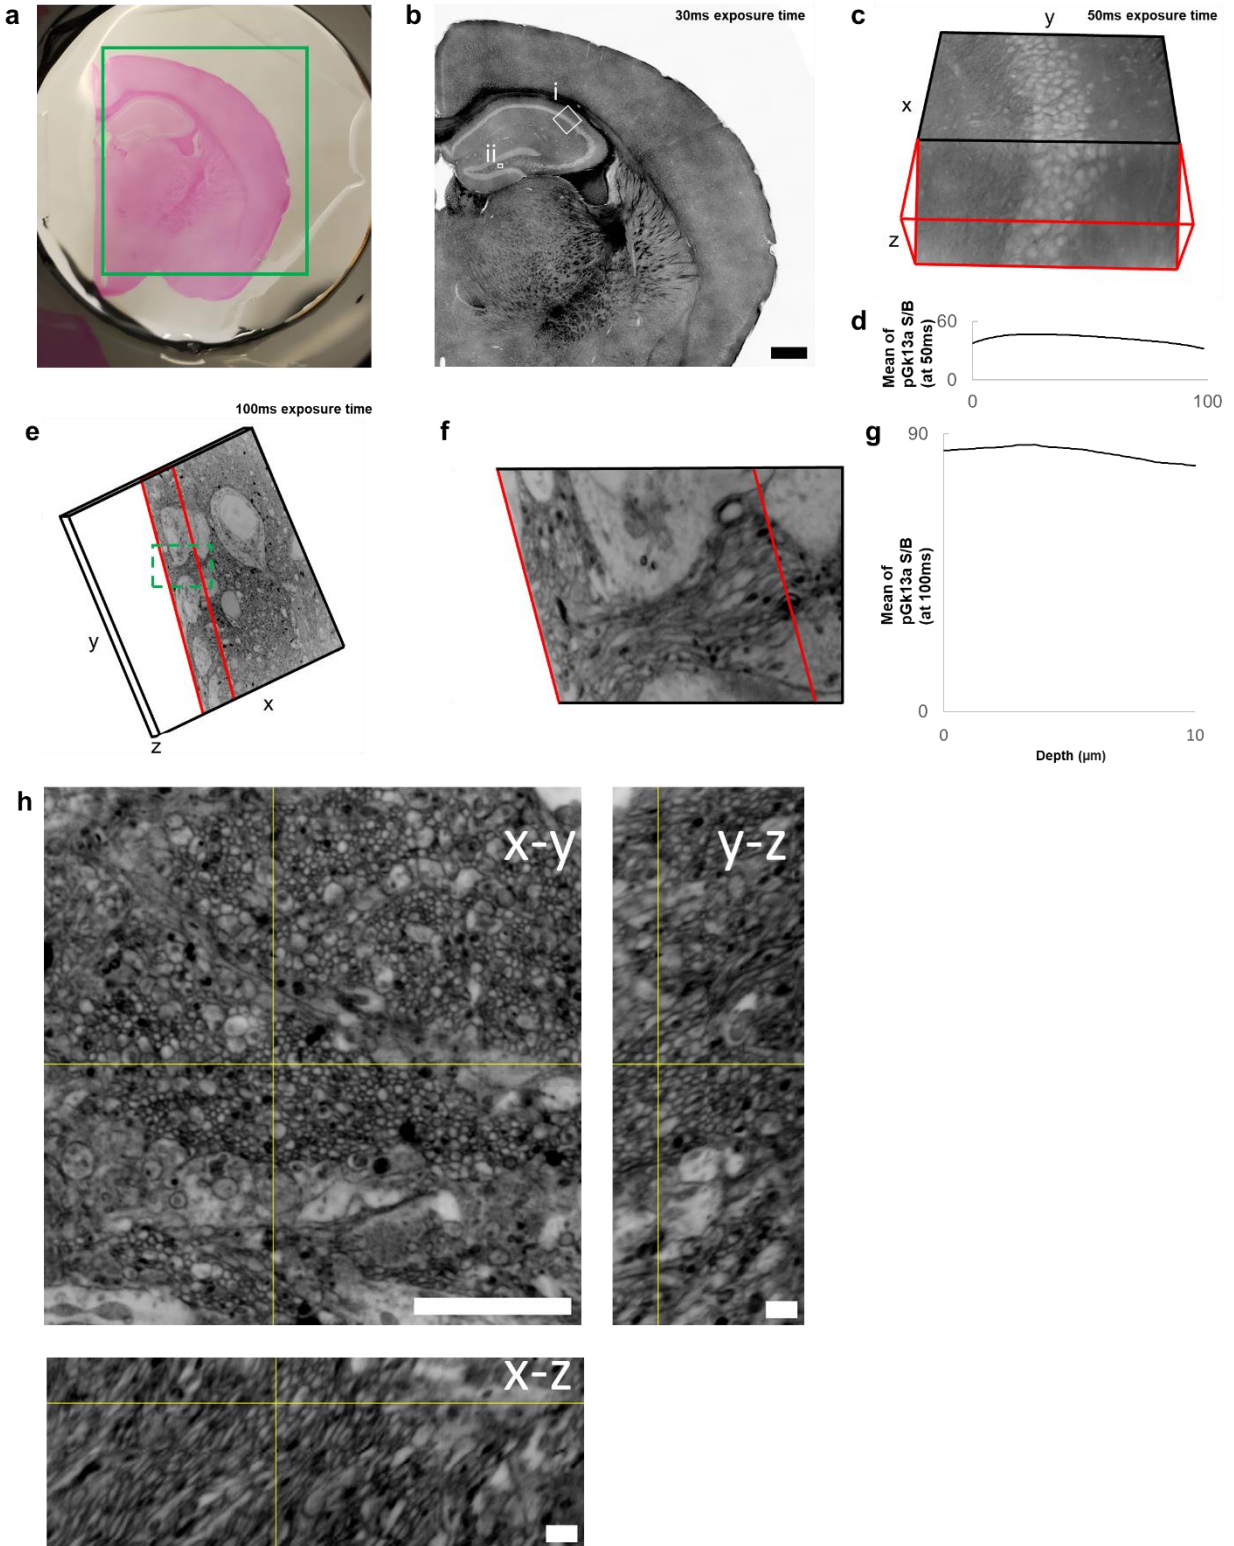 a
b
30ms exposure time
i
ii
c
y
50ms exposure time
x
z
d
Mean of
pGk13a S/B
(at 50ms)
60
0
0
100
100ms exposure time
e
y
x
z
f
g
Mean of
pGk13a S/B
(at 100ms)
90
0
0
10
Depth (µm)
h
x-y
y-z
x-z